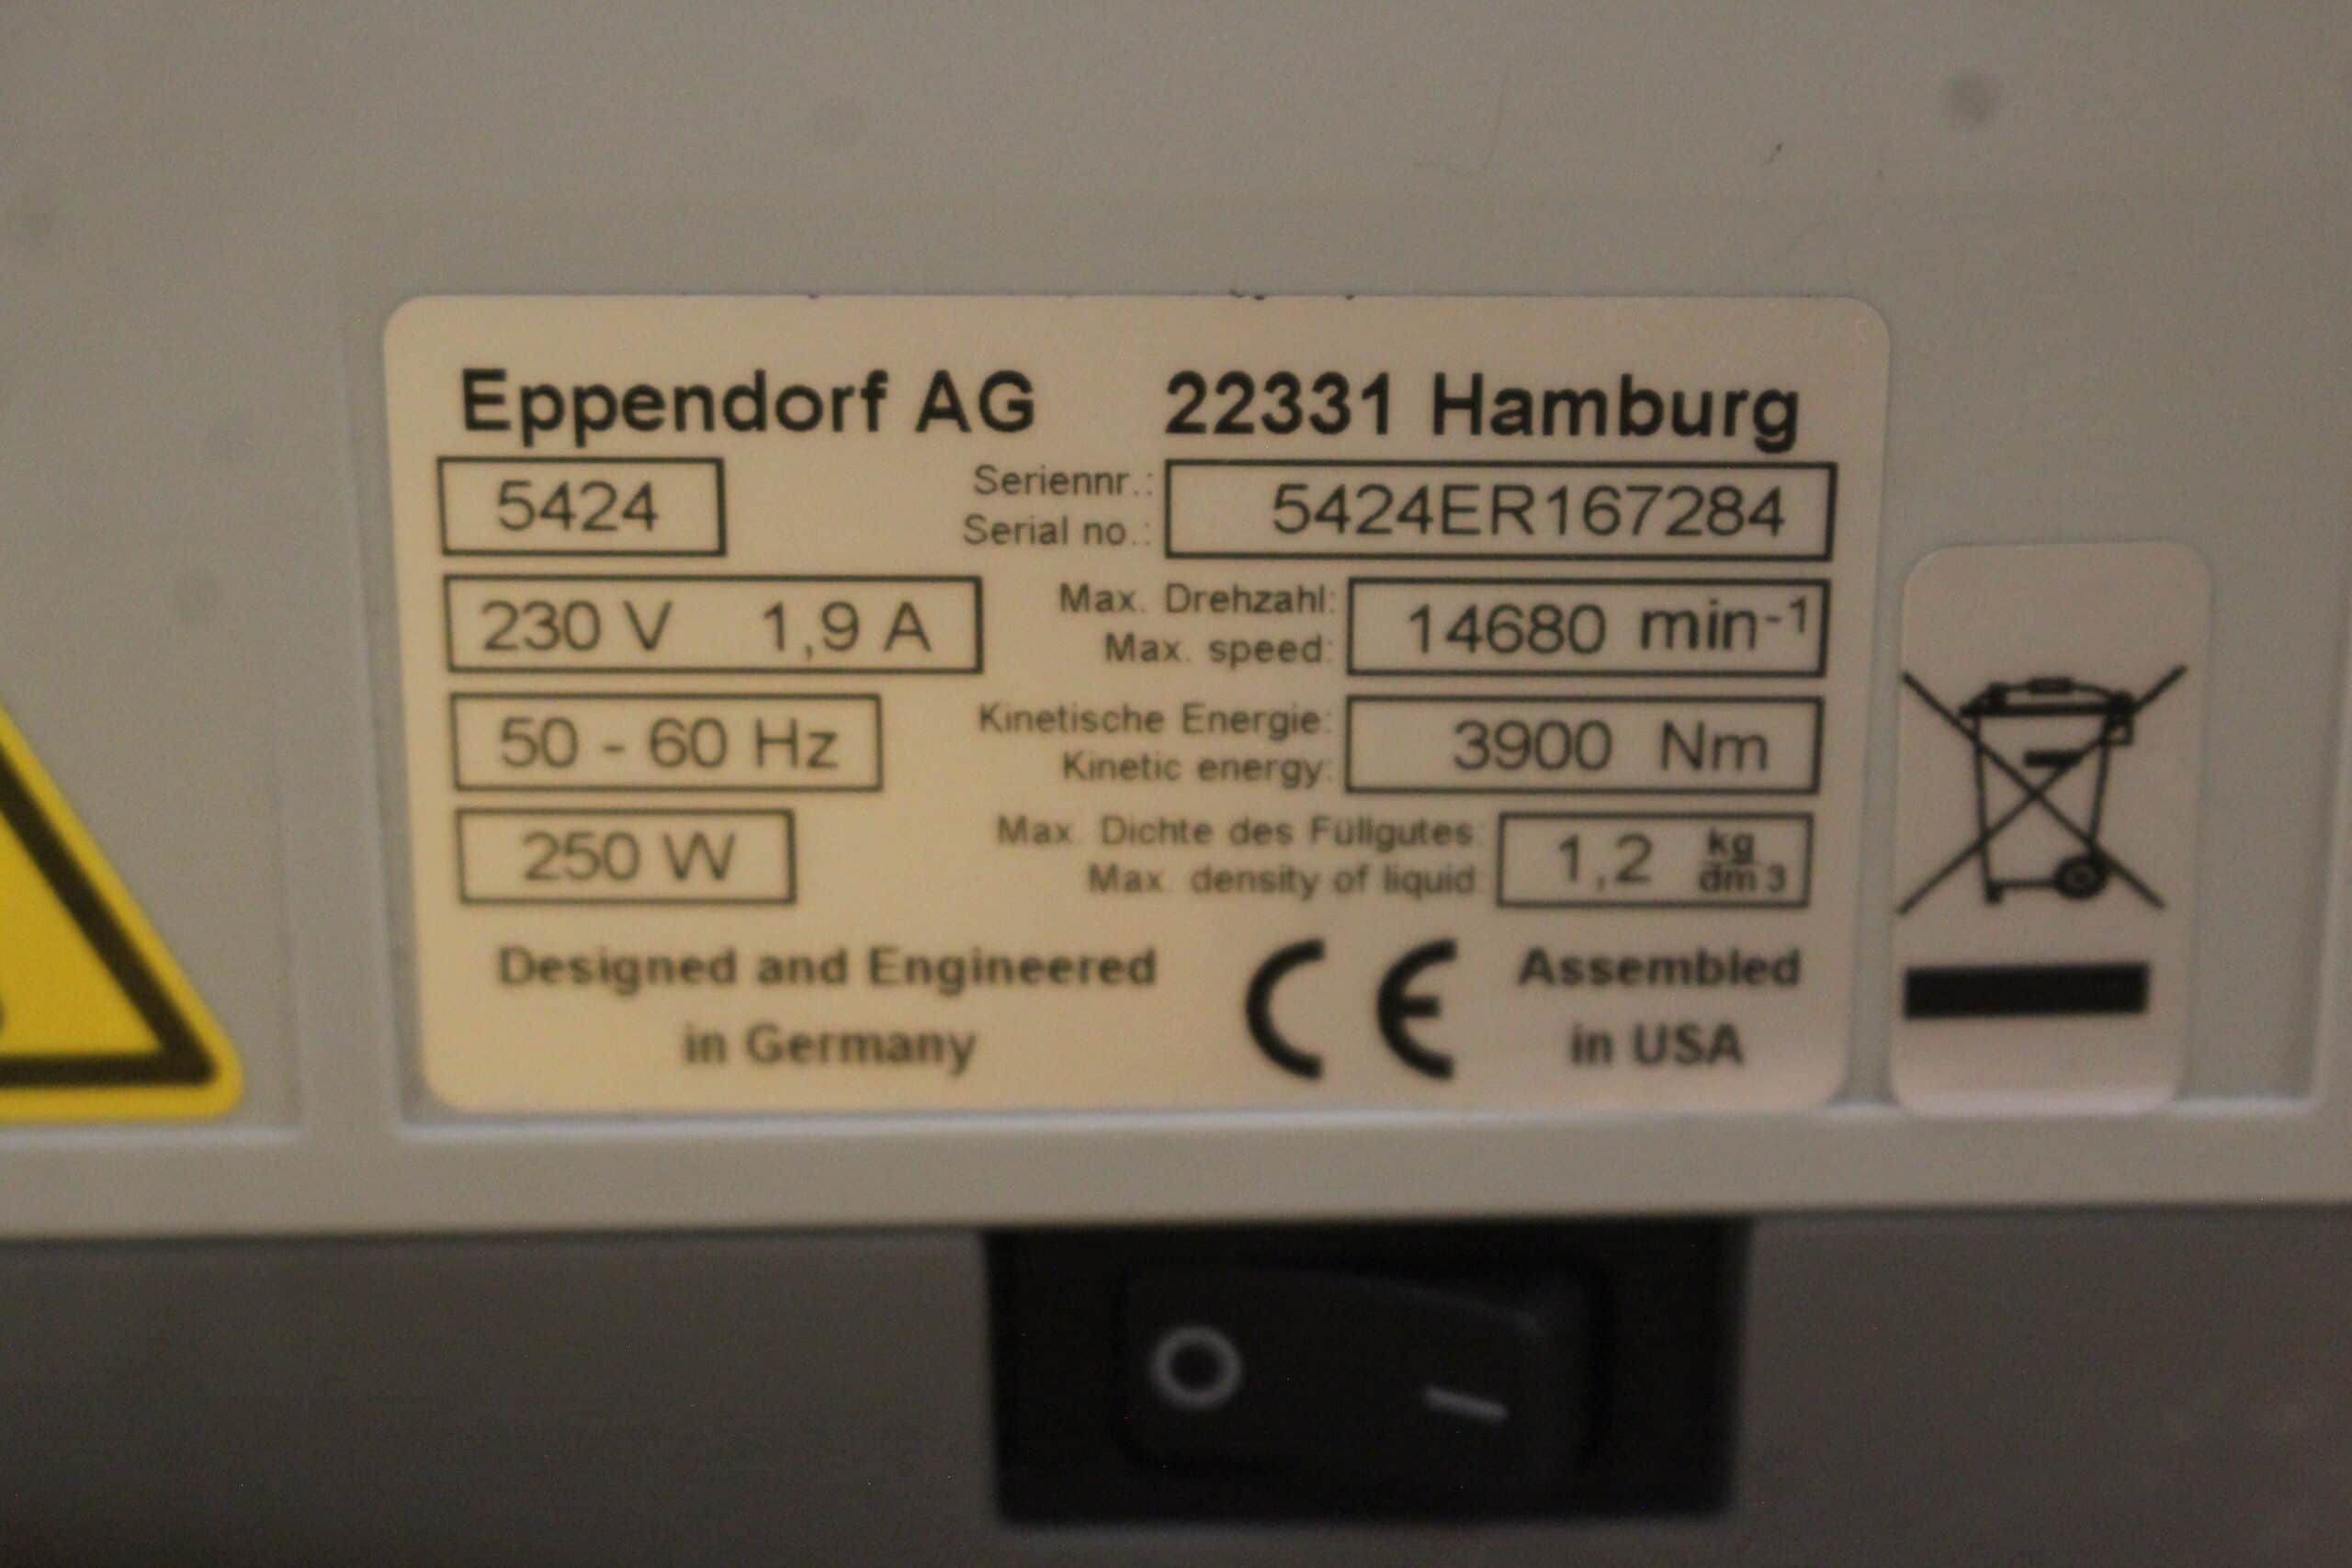 Eppendorf AG 22331 Hamburg
5424 Seriennr.: Serial no.: 5424ER167284
230 V 1,9 A Max. Drehzahl: Max. speed: 14680 min-1
50 - 60 Hz Kinetische Energie: Kinetic energy: 3900 Nm
250 W Max. Dichte des Füllgutes: Max. density of liquid: 1,2 kg dm 3
Designed and Engineered CE Assembled
in Germany in USA
O I